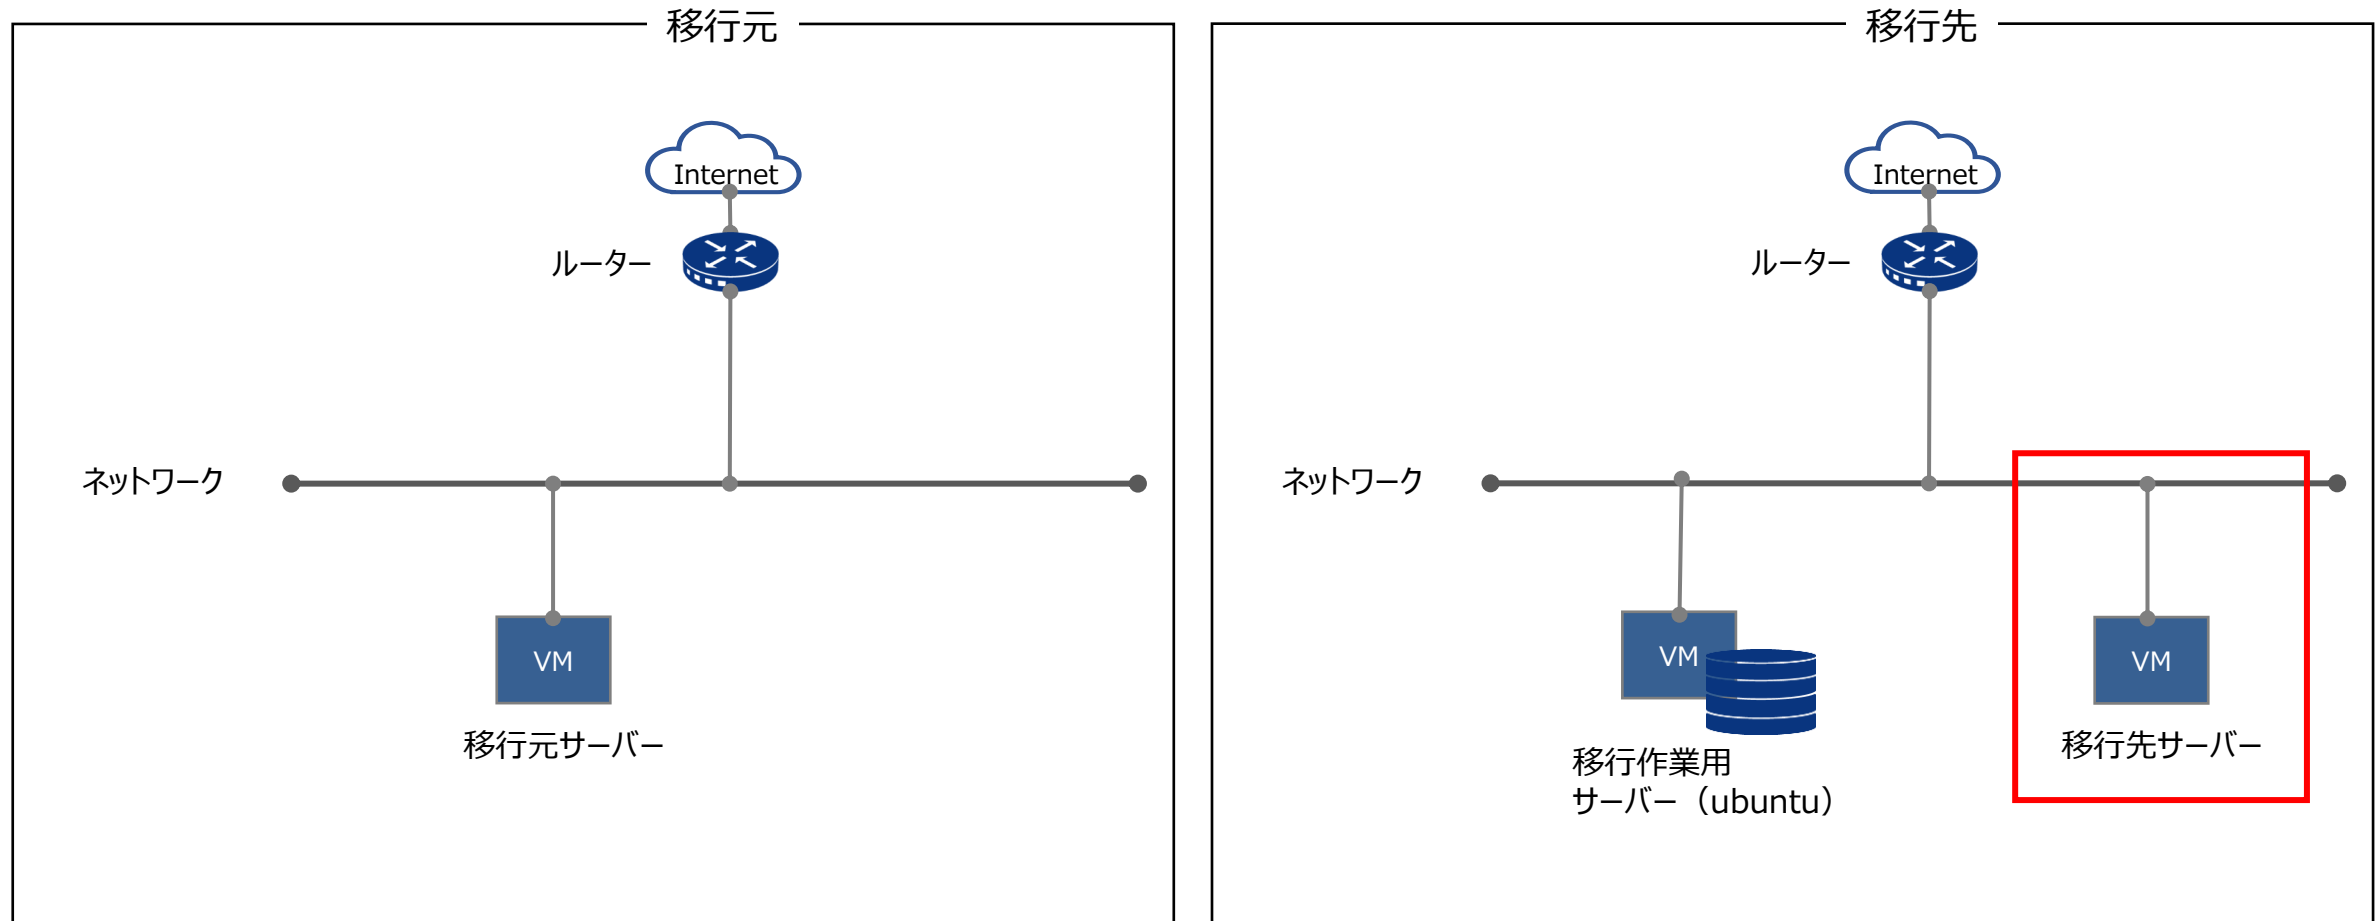 移行元
Internet
ルーター
ネットワーク
VM
移行元サーバー
移行先
Internet
ルーター
ネットワーク
VM
移行作業用
サーバー（ubuntu）
VM
移行先サーバー